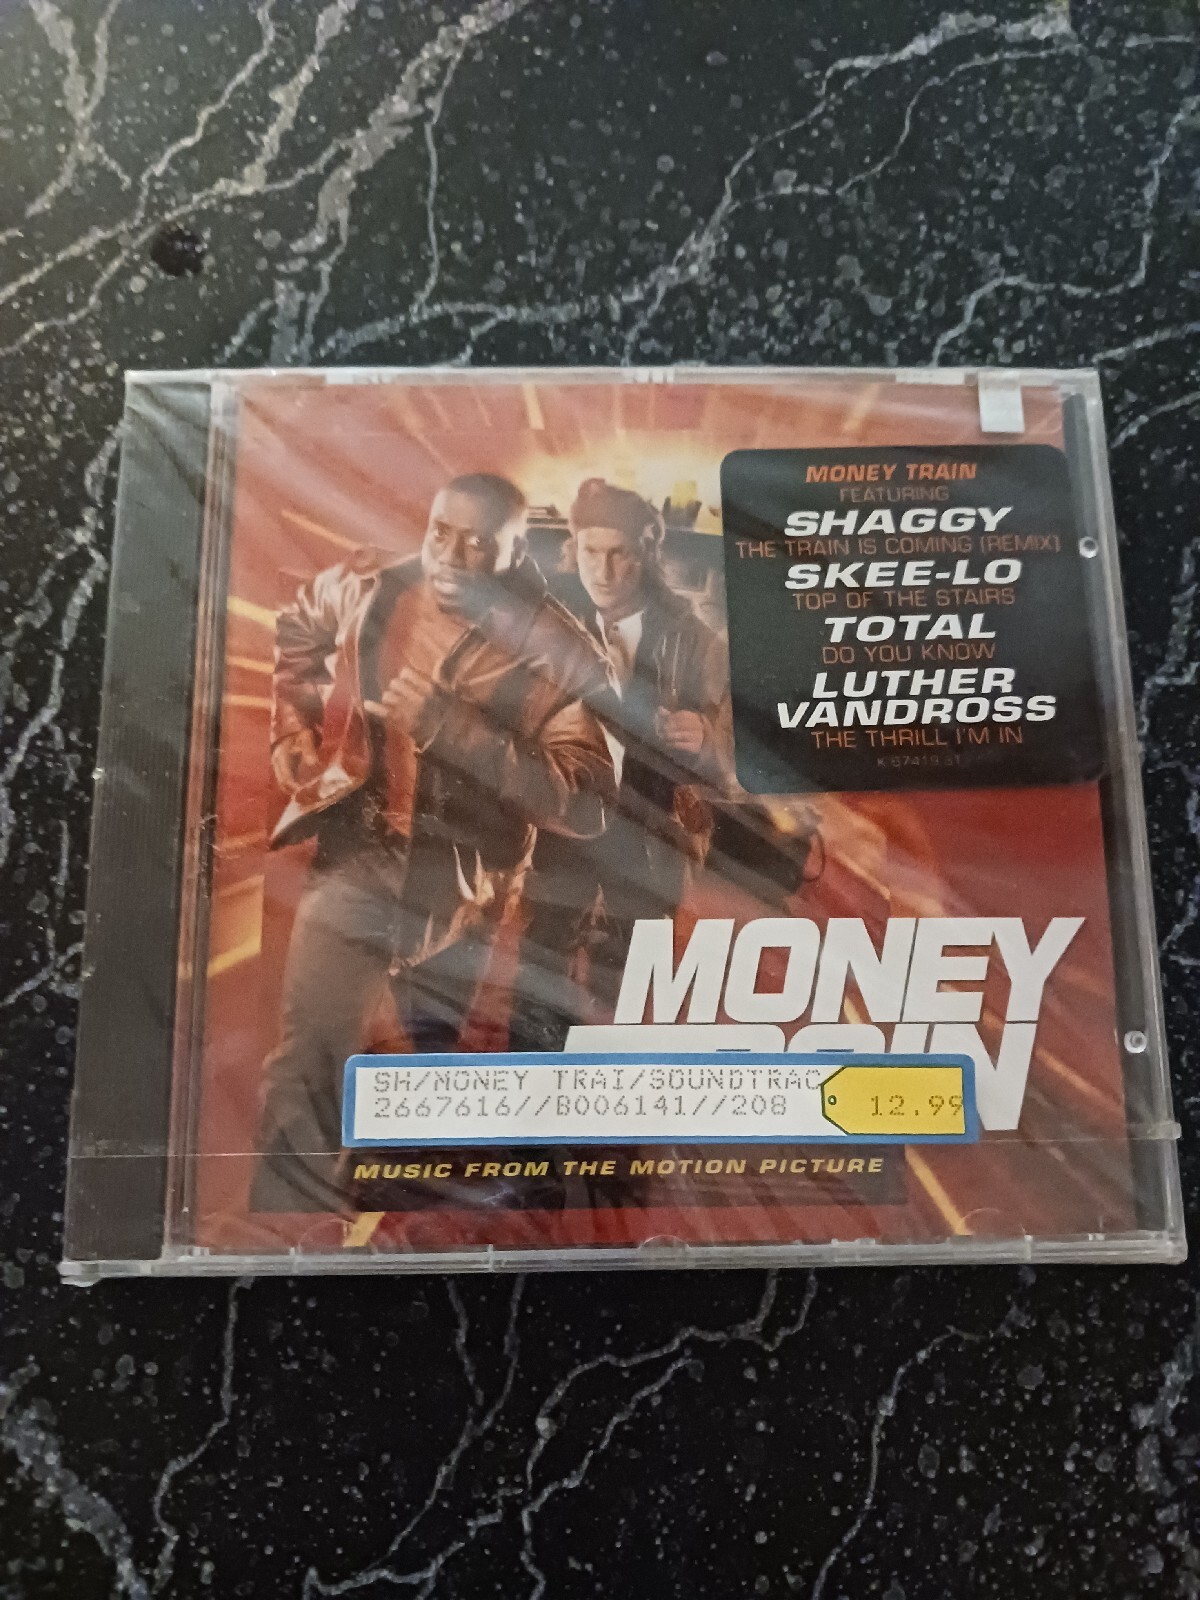 MONEY TRAIN
FEATURING
SHAGGY
THE TRAIN IS COMING (REMIX)
SKEE-LO
TOP OF THE STAIRS
TOTAL
DO YOU KNOW
LUTHER
VANDROSS
THE THRILL I'M IN
MONEY
TRAIN
SH/MONEY TRAI/SOUNDTRAC
2667616//B006141//208
12.99
MUSIC FROM THE MOTION PICTURE